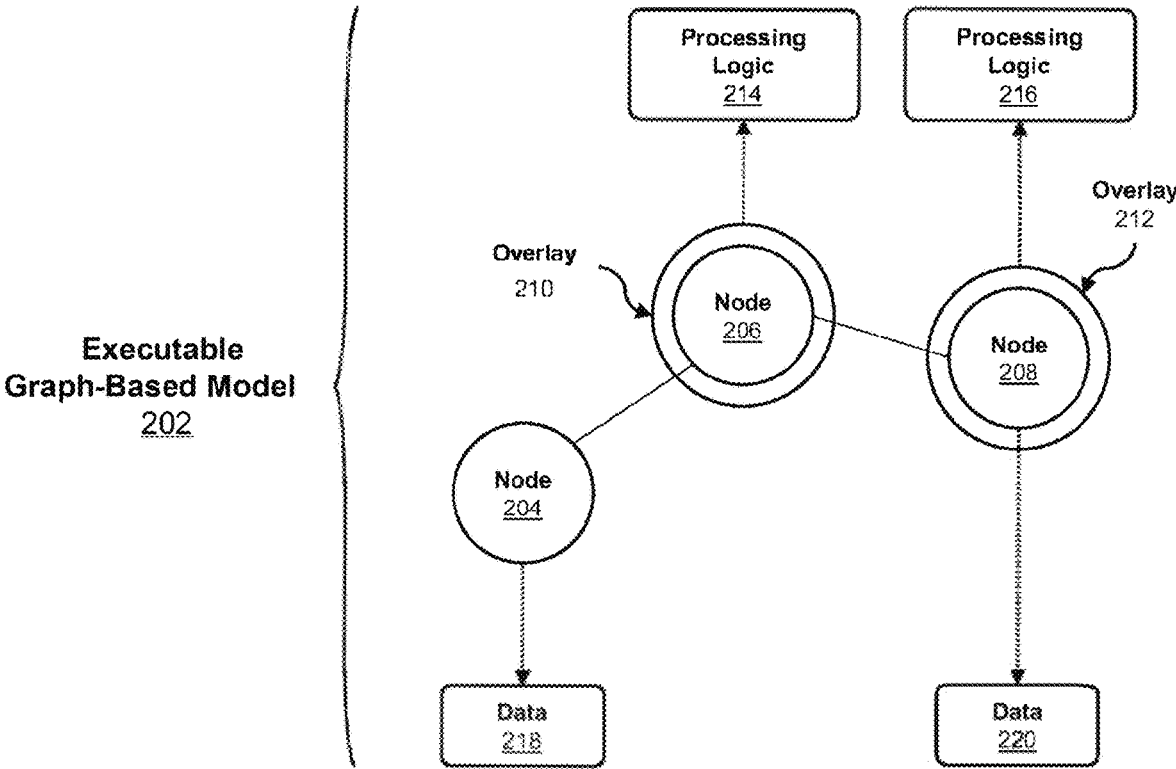 Processing
Logic
214
Processing
Logic
216
Overlay
212
Overlay
210
Node
206
Node
208
Executable
Graph-Based Model
202
Node
204
Data
218
Data
220